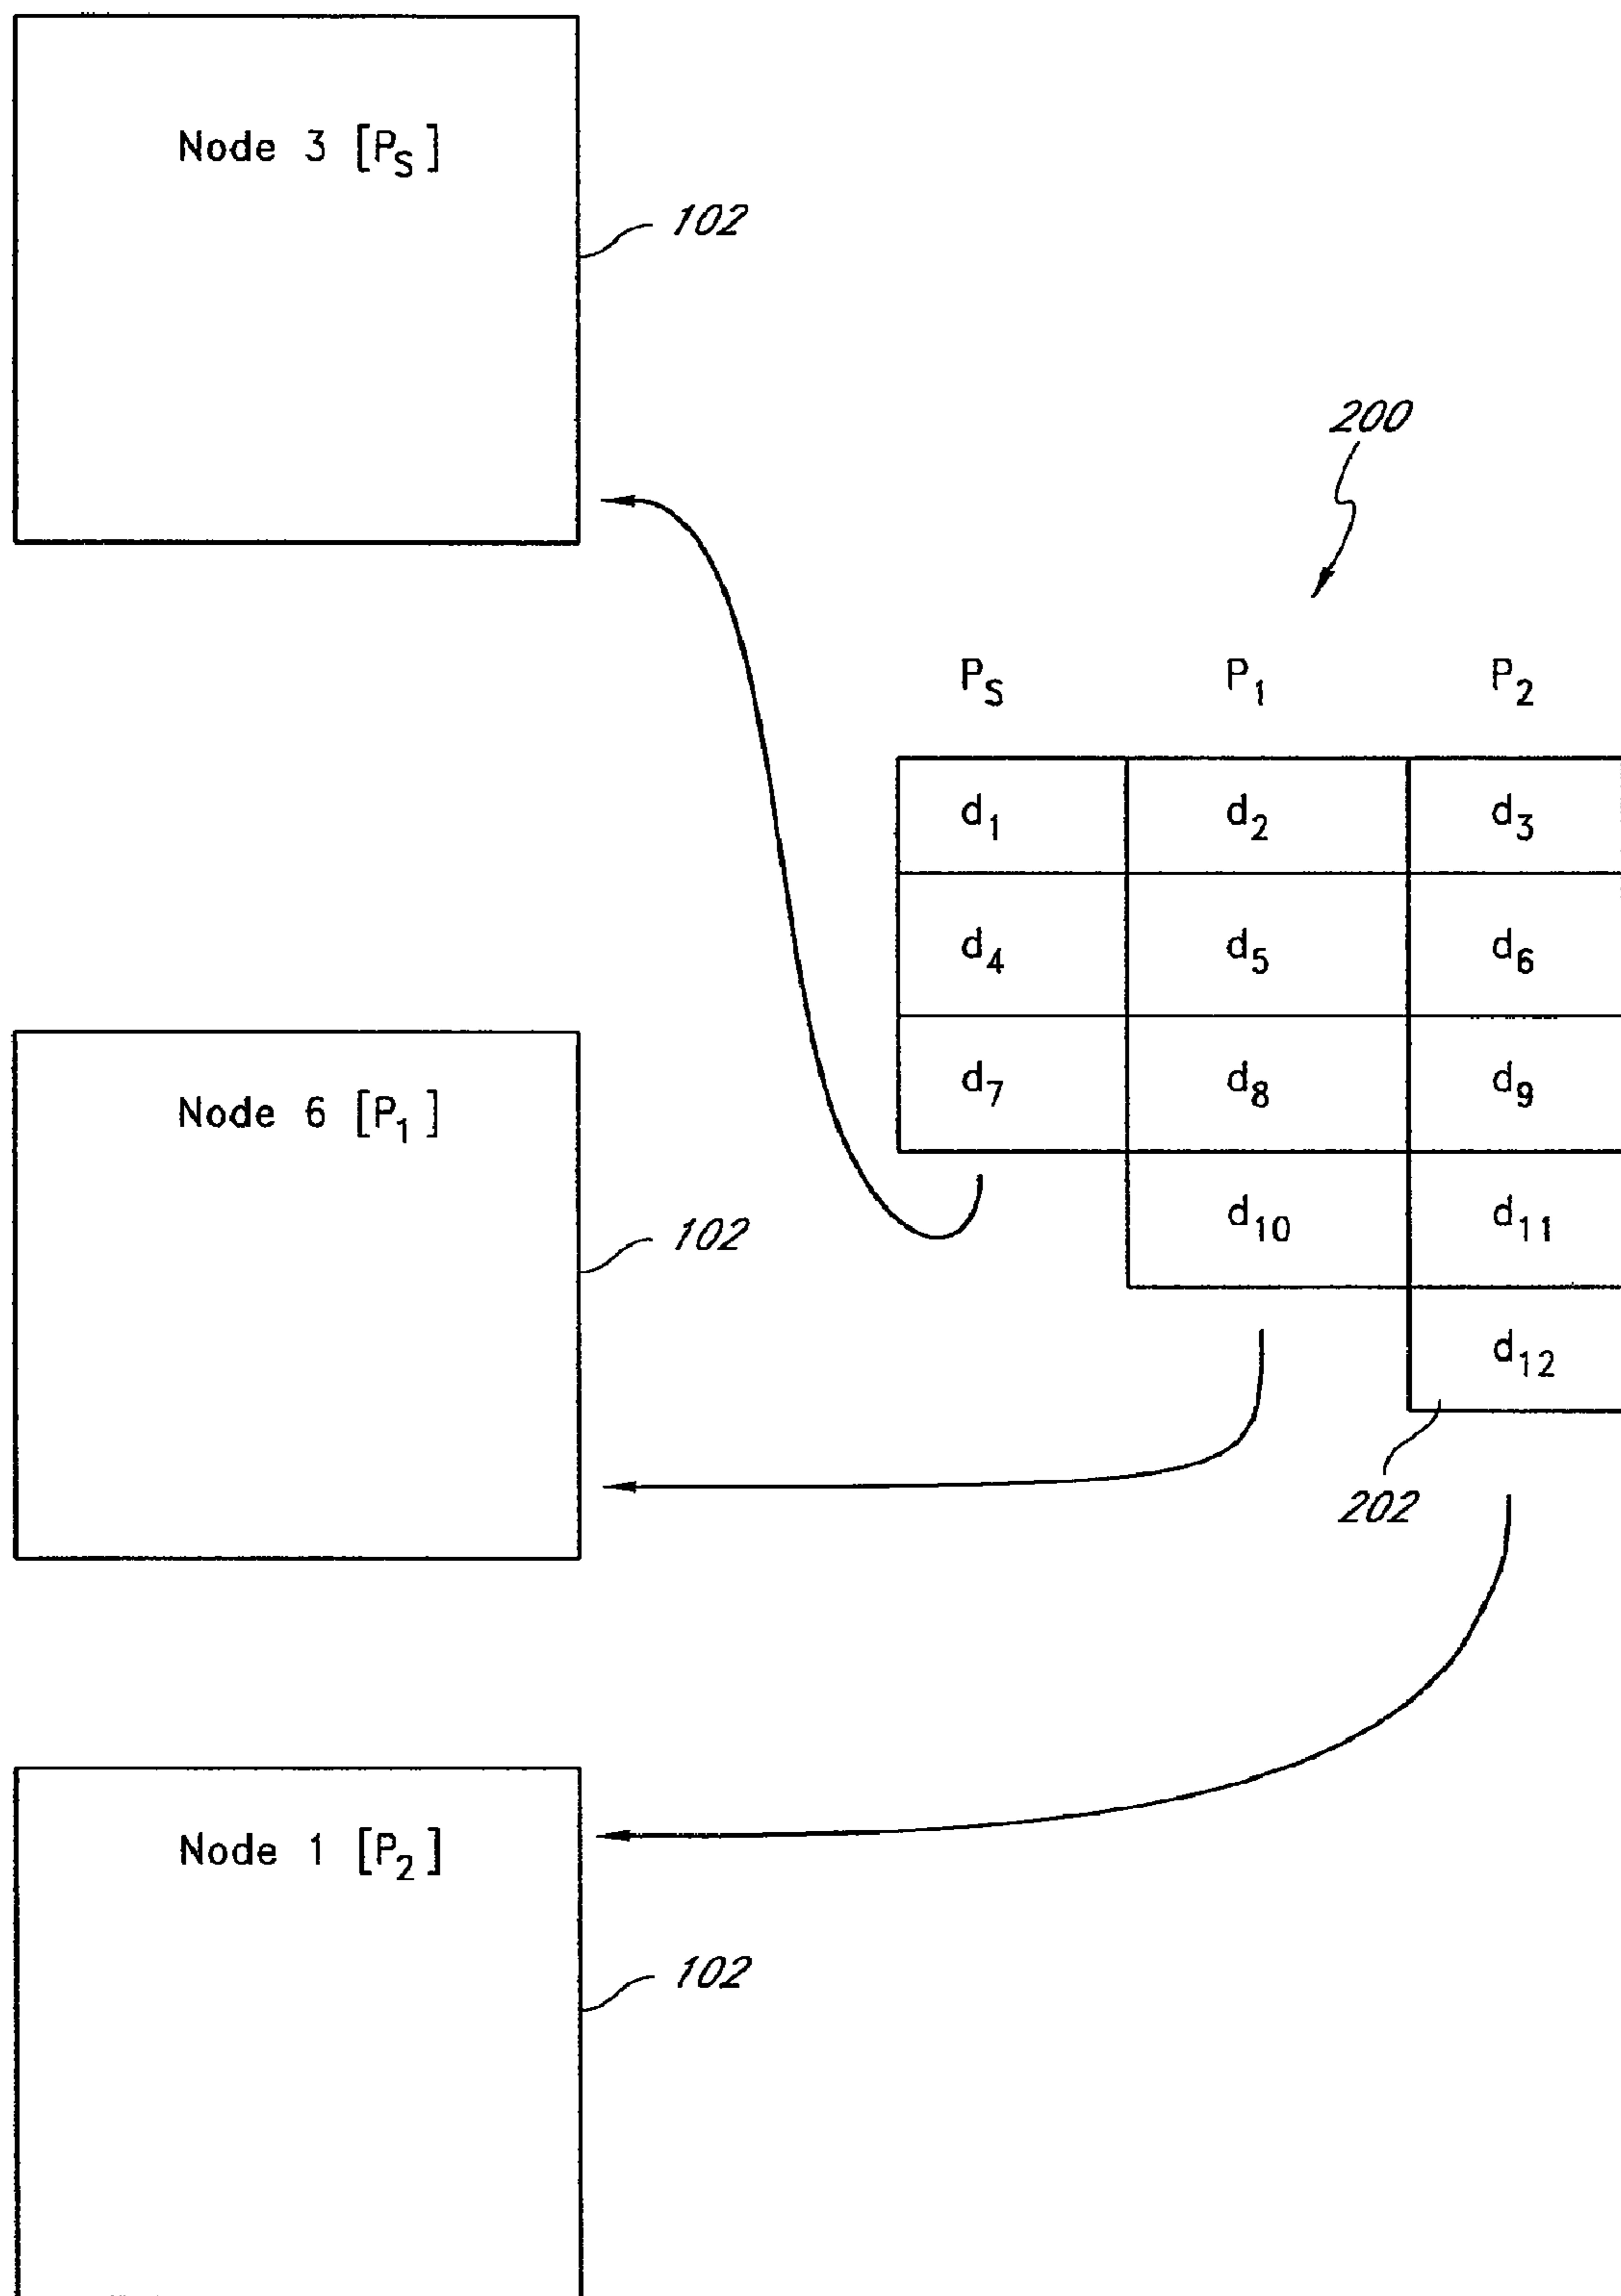 Node 3 [P_S]
102
200
P_S P_1 P_2
d_1 d_2 d_3
d_4 d_5 d_6
d_7 d_8 d_9
Node 6 [P_1]
102
d_10 d_11
d_12
202
Node 1 [P_2]
102